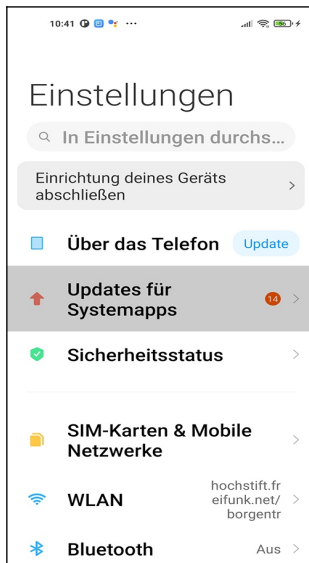 10:41
Einstellungen
In Einstellungen durchs...
Einrichtung deines Geräts
abschließen
Über das Telefon
Update
Updates für
Systemapps
14
Sicherheitsstatus
SIM-Karten & Mobile
Netzwerke
WLAN
hochstift.fr
eifunk.net/
borgentr
Bluetooth
Aus